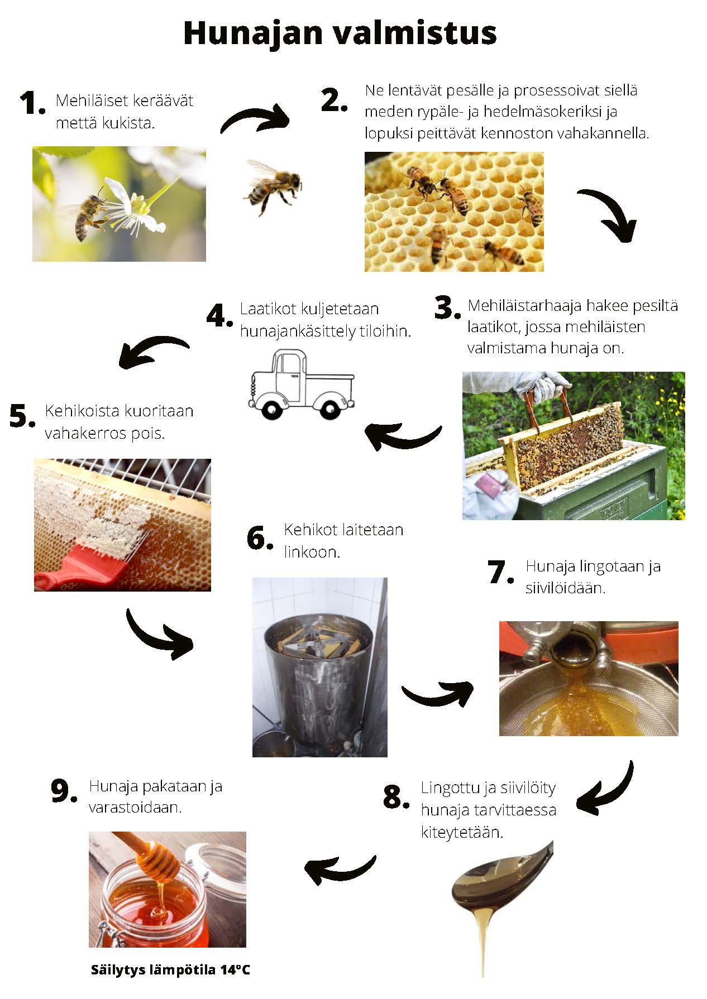 Hunajan valmistus
1. Mehiläiset keräävät
mettä kukista.
2. Ne lentävät pesälle ja prosessoivat siellä
meden rypäle- ja hedelmäsokeriksi ja
lopuksi peittävät kennoston vahakannella.
3. Mehiläistarhaaja hakee pesiltä
laatikot, jossa mehiläisten
valmistama hunaja on.
4. Laatikot kuljetetaan
hunajankäsittely tiloihin.
5. Kehikoista kuoritaan
vahakerros pois.
6. Kehikot laitetaan
linkoon.
7. Hunaja lingotaan ja
siivilöidään.
8. Lingottu ja siivilöity
hunaja tarvittaessa
kiteytetään.
9. Hunaja pakataan ja
varastoidaan.
Säilytys lämpötila 14°C